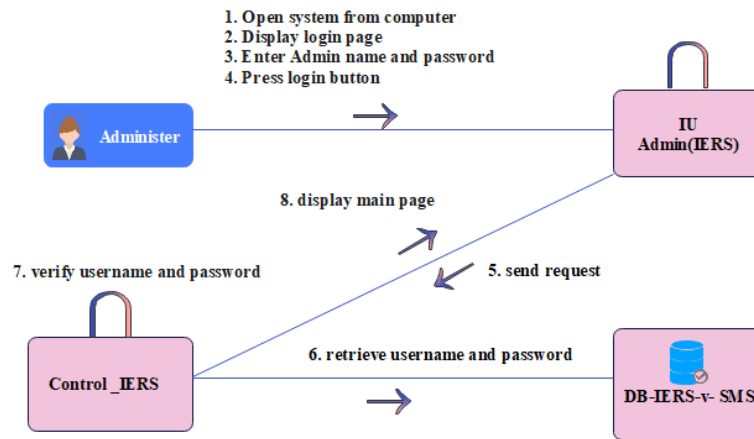 1. Open system from computer
2. Display login page
3. Enter Admin name and password
4. Press login button
Administer
IU
Admin(IERS)
8. display main page
7. verify username and password
5. send request
6. retrieve username and password
Control _IERS
DB-IERS-v- SMS